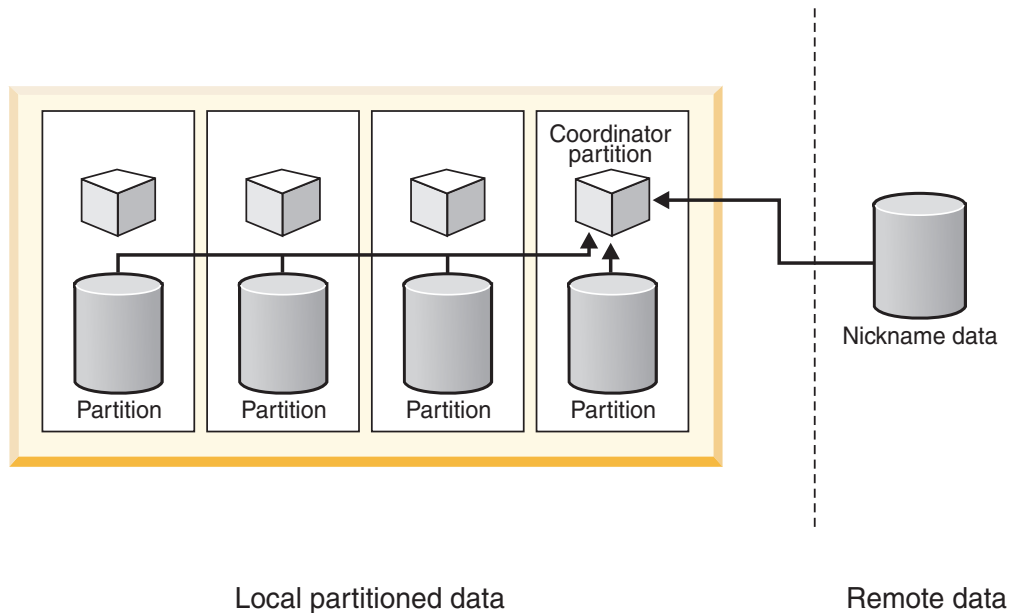 Coordinator
partition
Nickname data
Partition
Partition
Partition
Partition
Local partitioned data
Remote data